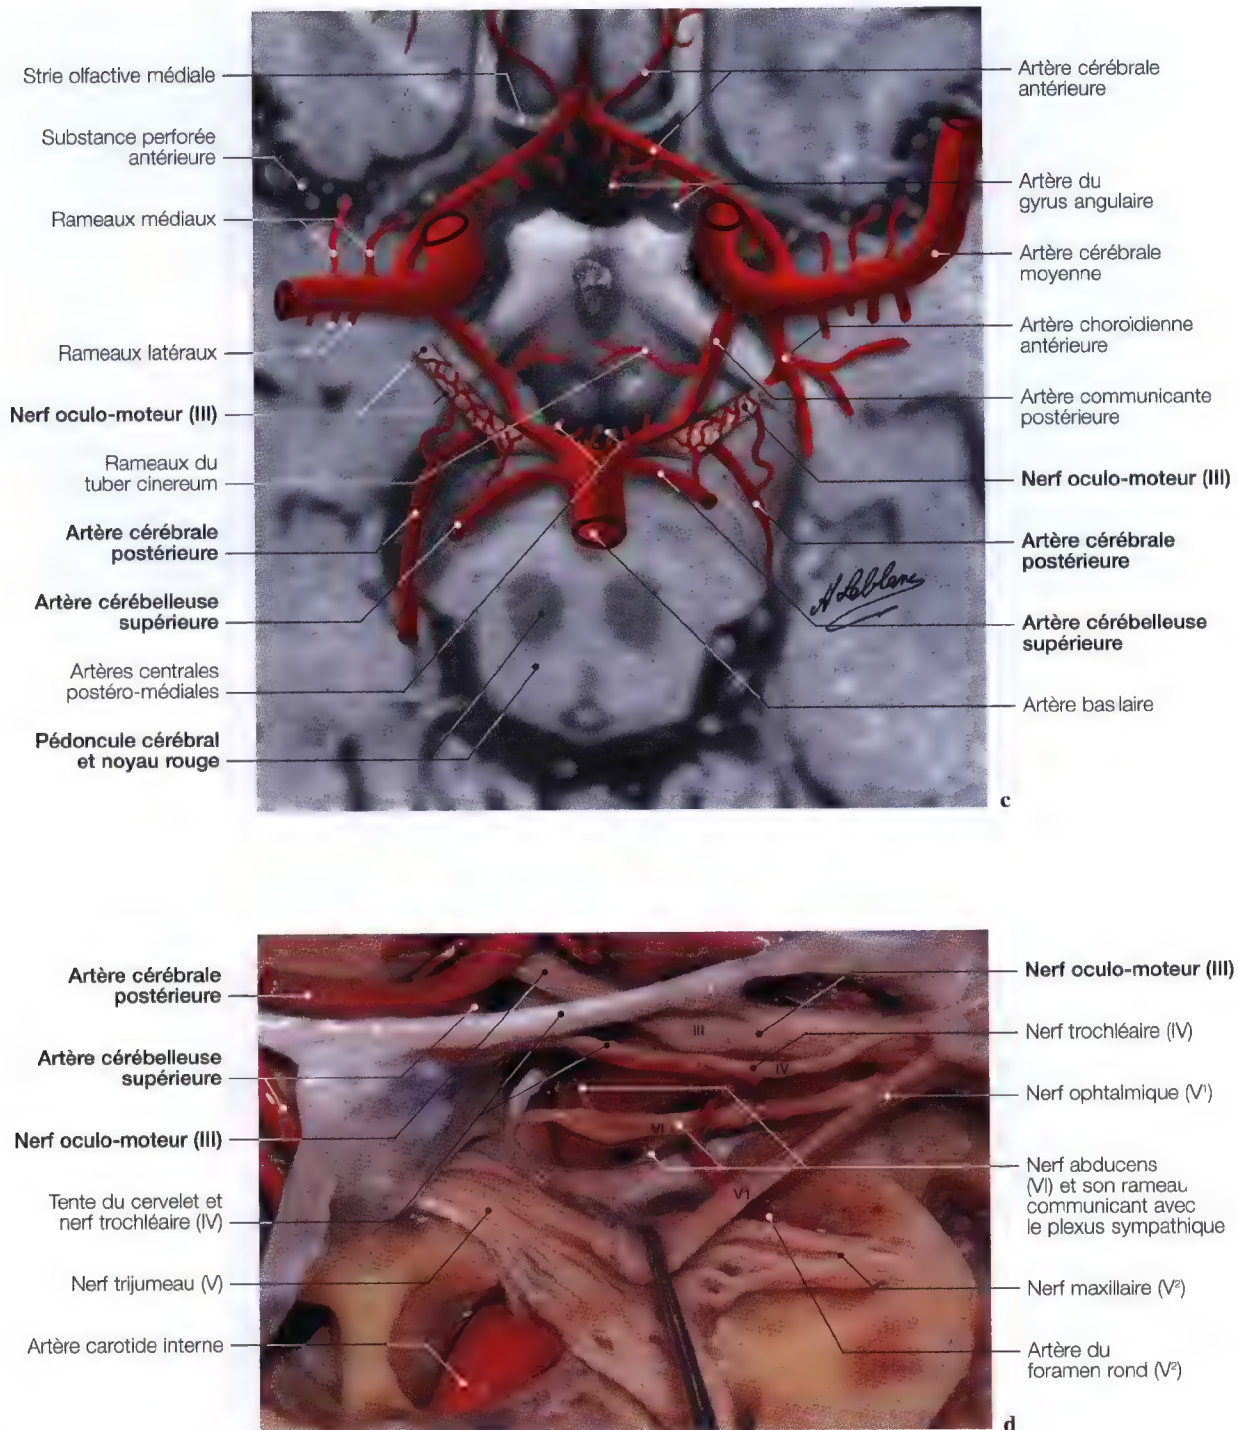 Strie olfactive médiale
Substance perforée
antérieure
Rameaux médiaux
Rameaux latéraux
Nerf oculo-moteur (III)
Rameaux du
tuber cinereum
Artère cérébrale
postérieure
Artère cérébelleuse
supérieure
Artères centrales
postéro-médiales
Pédoncule cérébral
et noyau rouge
Artère cérébrale
antérieure
Artère du
gyrus angulaire
Artère cérébrale
moyenne
Artère choroïdienne
antérieure
Artère communicante
postérieure
Nerf oculo-moteur (III)
Artère cérébrale
postérieure
A Leblanc
Artère cérébelleuse
supérieure
Artère basilaire
c
Artère cérébrale
postérieure
Artère cérébelleuse
supérieure
Nerf oculo-moteur (III)
Tente du cervelet et
nerf trochléaire (IV)
Nerf trijumeau (V)
Artère carotide interne
III
IV
VI
V1
Nerf oculo-moteur (III)
Nerf trochléaire (IV)
Nerf ophtalmique (V¹)
Nerf abducens
(VI) et son rameau
communicant avec
le plexus sympathique
Nerf maxillaire (V²)
Artère du
foramen rond (V²)
d